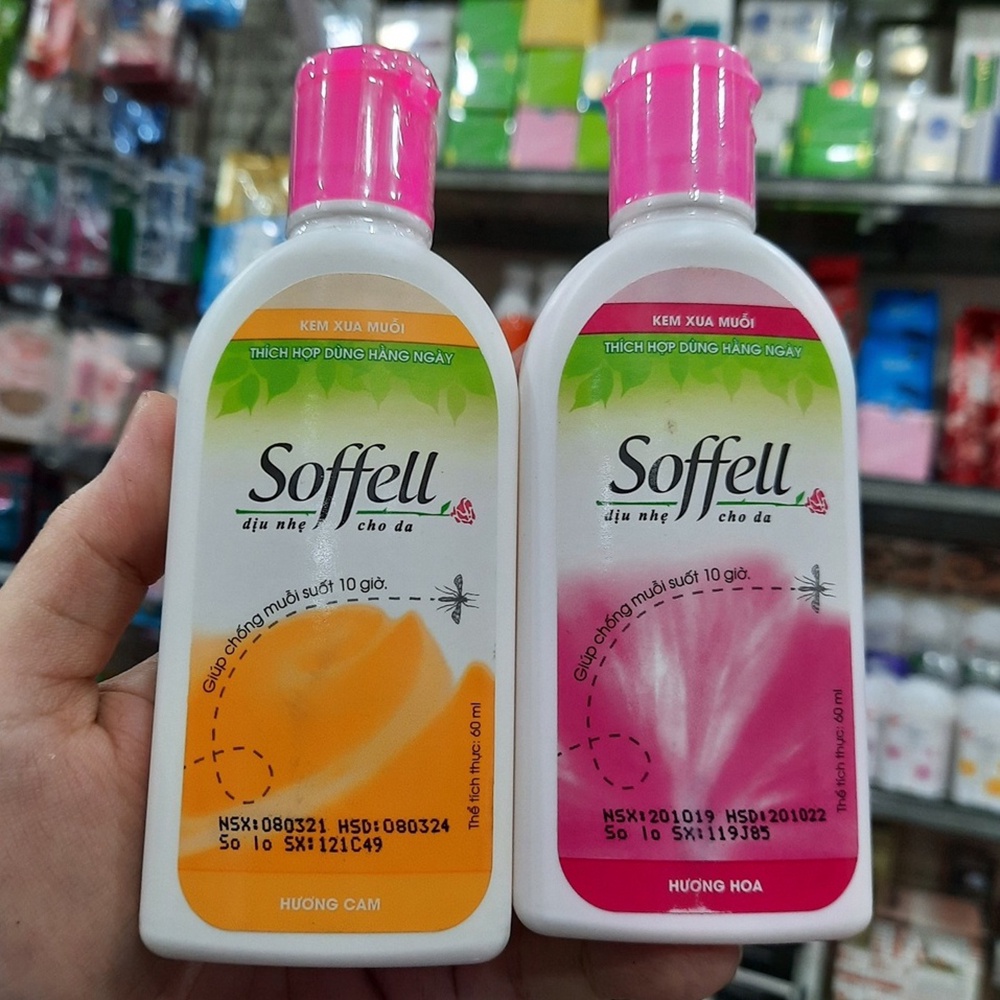 KEM XUA MUỖI
THÍCH HỢP DÙNG HẰNG NGÀY
Soffell
dịu nhẹ cho da
Giúp chống muỗi suốt 10 giờ.
Thể tích thực: 60 ml
NSX:080321 HSD:080324
So lo SX:121C49
HƯƠNG CAM
KEM XUA MUỖI
THÍCH HỢP DÙNG HẰNG NGÀY
Soffell
dịu nhẹ cho da
Giúp chống muỗi suốt 10 giờ.
Thể tích thực: 60 ml
NSX:201019 HSD:201022
So lo SX:119J85
HƯƠNG HOA